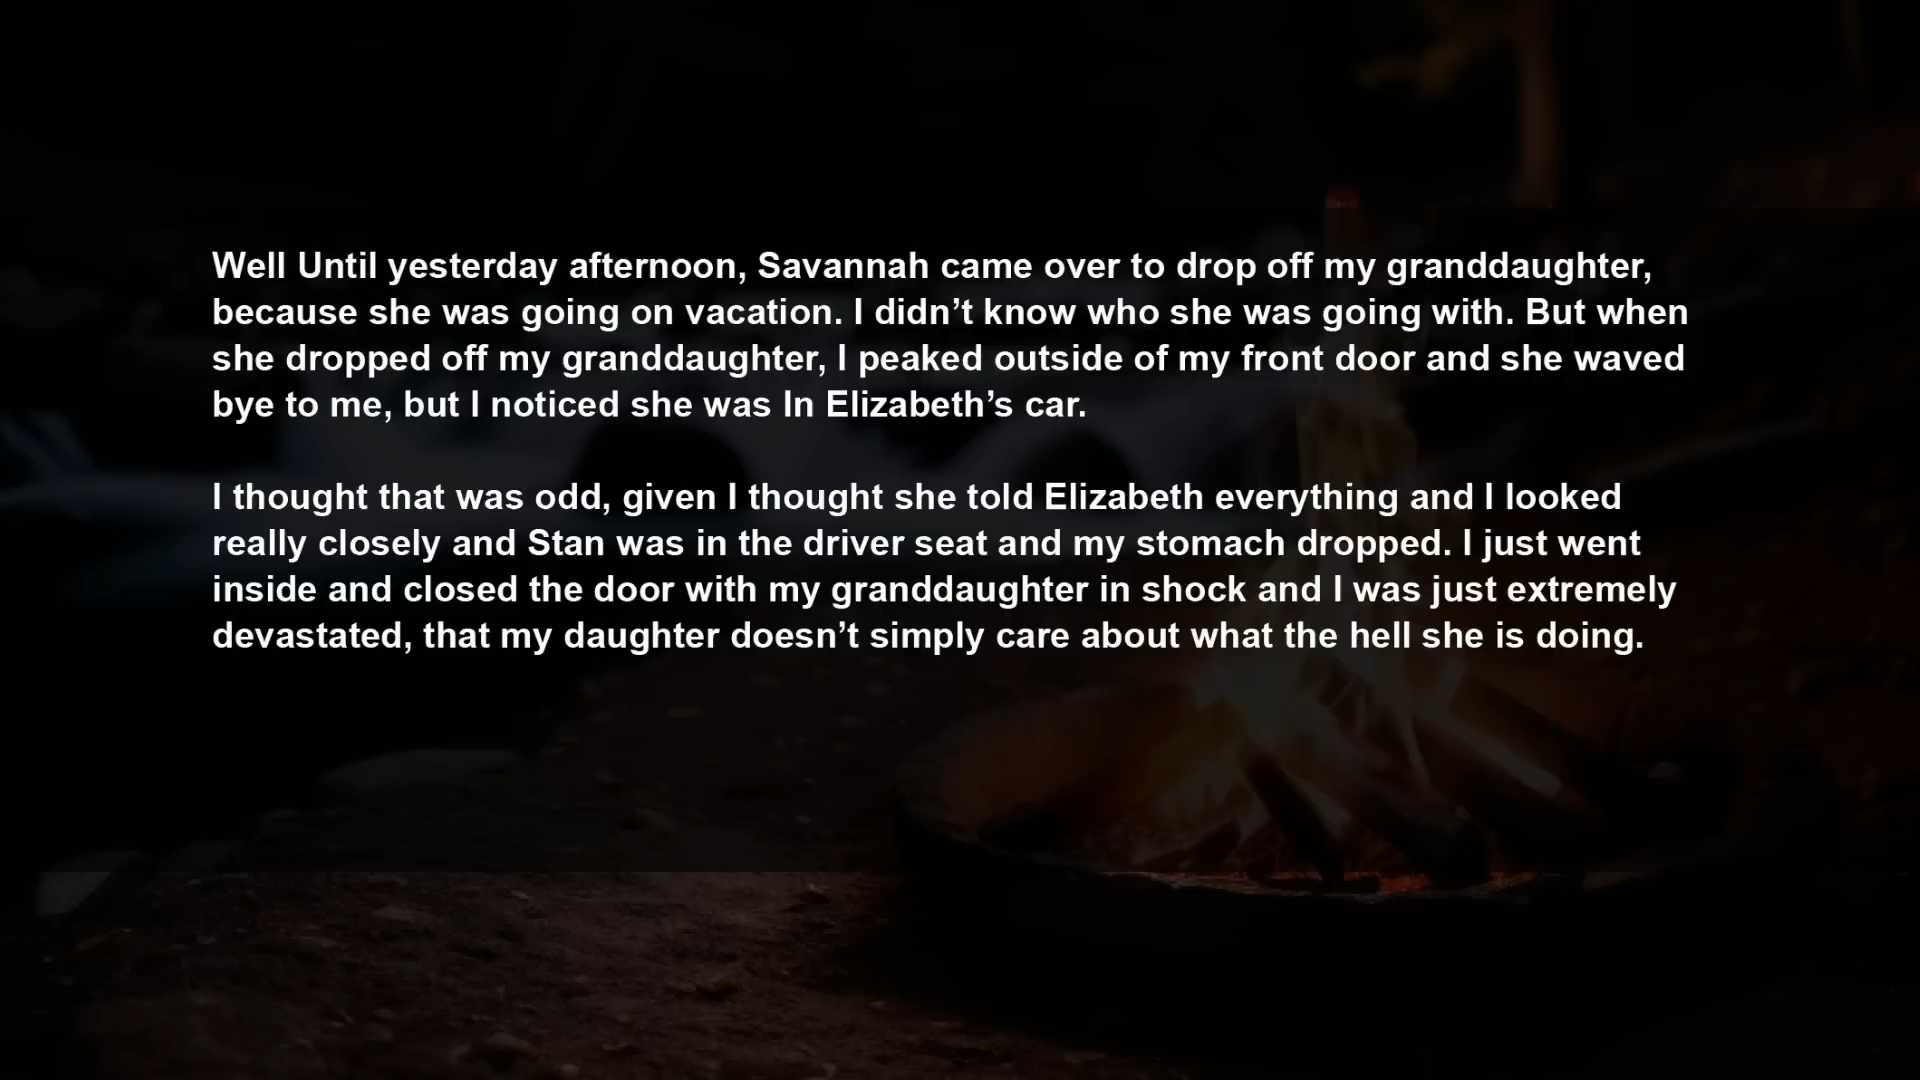 Well Until yesterday afternoon, Savannah came over to drop off my granddaughter,
because she was going on vacation. I didn’t know who she was going with. But when
she dropped off my granddaughter, I peaked outside of my front door and she waved
bye to me, but I noticed she was In Elizabeth’s car.
I thought that was odd, given I thought she told Elizabeth everything and I looked
really closely and Stan was in the driver seat and my stomach dropped. I just went
inside and closed the door with my granddaughter in shock and I was just extremely
devastated, that my daughter doesn’t simply care about what the hell she is doing.